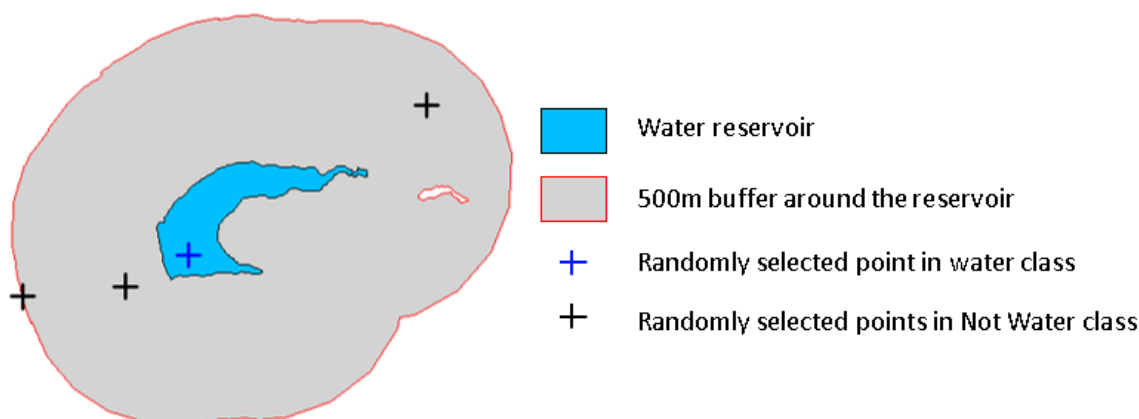 Water reservoir
500m buffer around the reservoir
Randomly selected point in water class
Randomly selected points in Not Water class